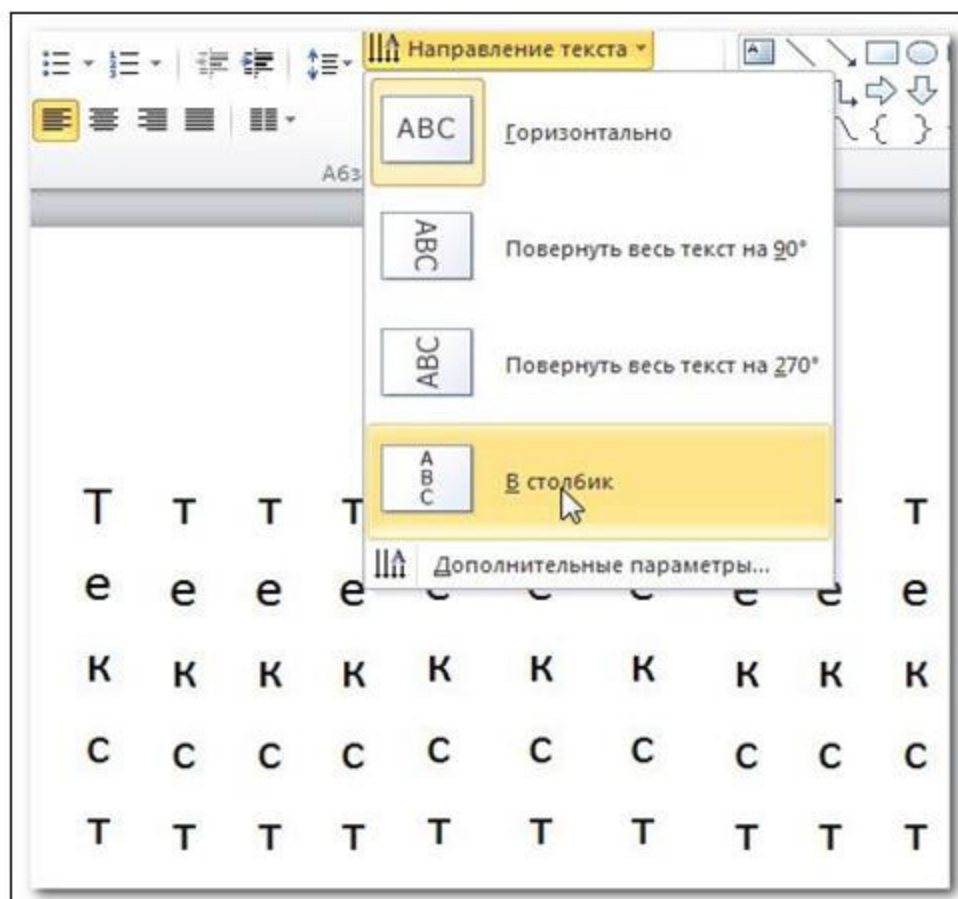 Направление текста
Абз
ABC Горизонтально
ABC Повернуть весь текст на 90°
ABC Повернуть весь текст на 270°
A
B
C
В столбик
Дополнительные параметры...
Т т т т т
е е е е е е е е е е
к к к к к к к к к к
с с с с с с с с с с
т т т т т т т т т т